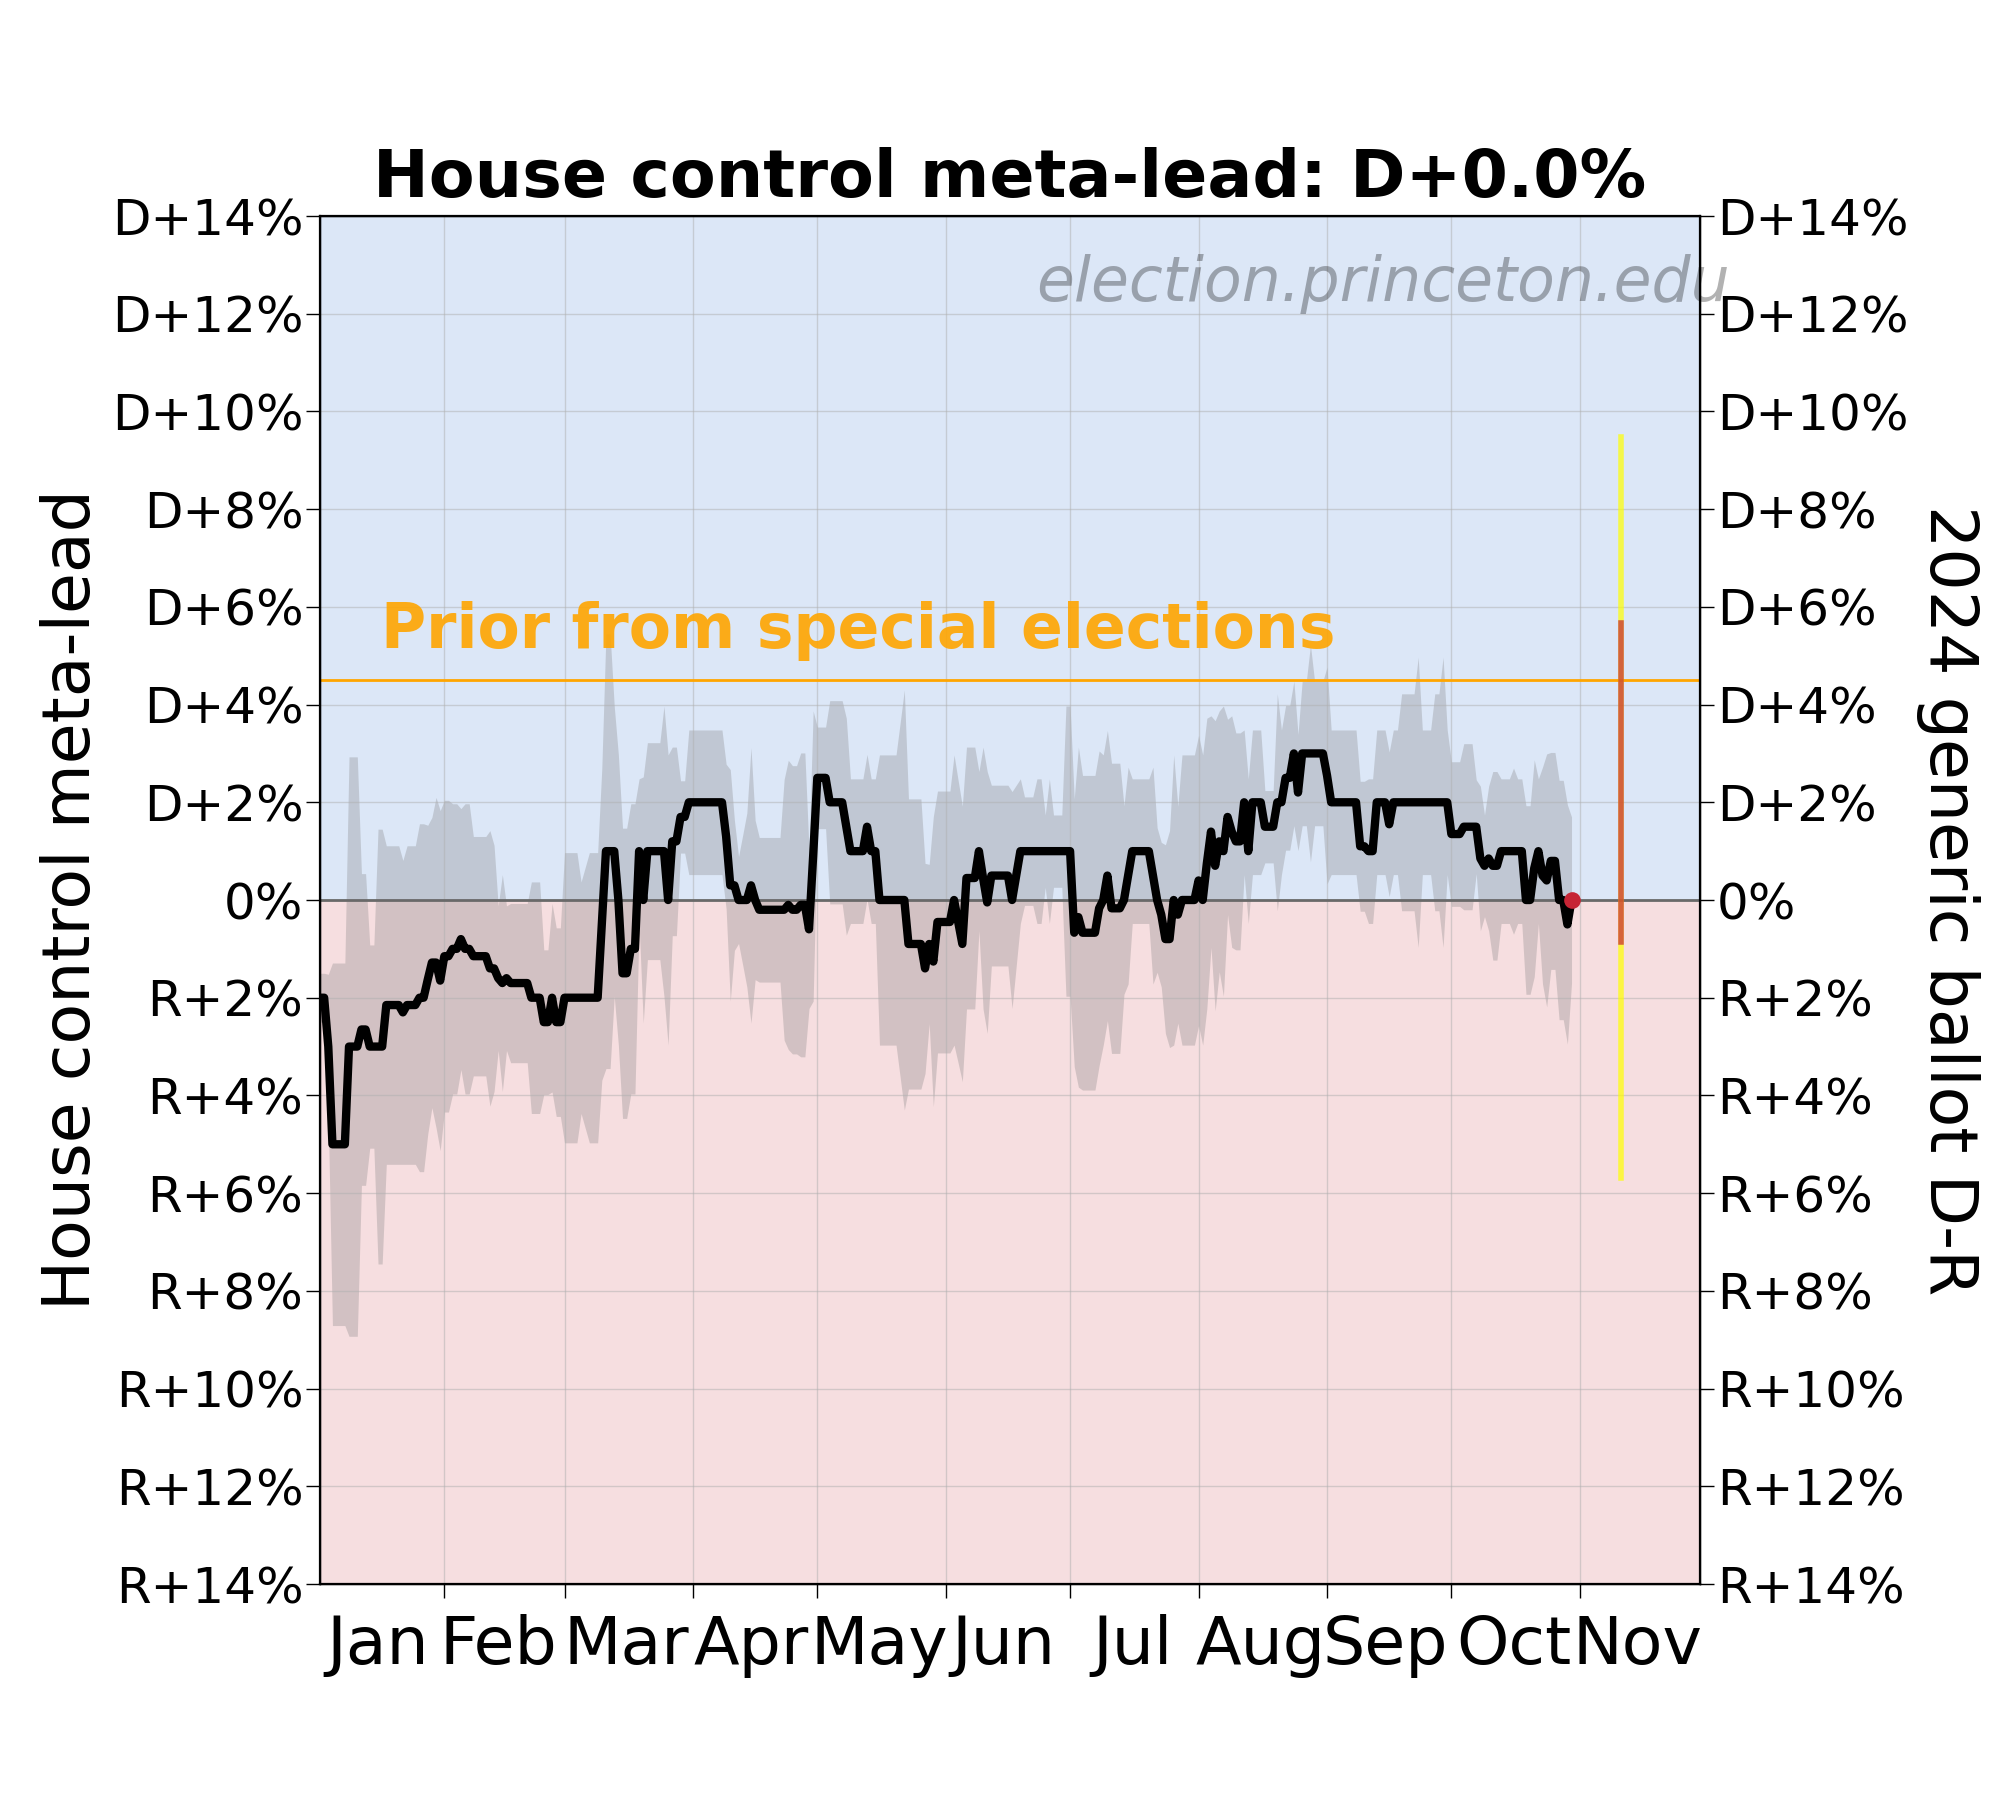 House control meta-lead: D+0.0%
election.princeton.edu
Prior from special elections
House control meta-lead
D+14%
D+12%
D+10%
D+8%
D+6%
D+4%
D+2%
0%
R+2%
R+4%
R+6%
R+8%
R+10%
R+12%
R+14%
D+14%
D+12%
D+10%
D+8%
D+6%
D+4%
D+2%
0%
R+2%
R+4%
R+6%
R+8%
R+10%
R+12%
R+14%
2024 generic ballot D-R
Jan Feb Mar Apr May Jun Jul Aug Sep Oct Nov